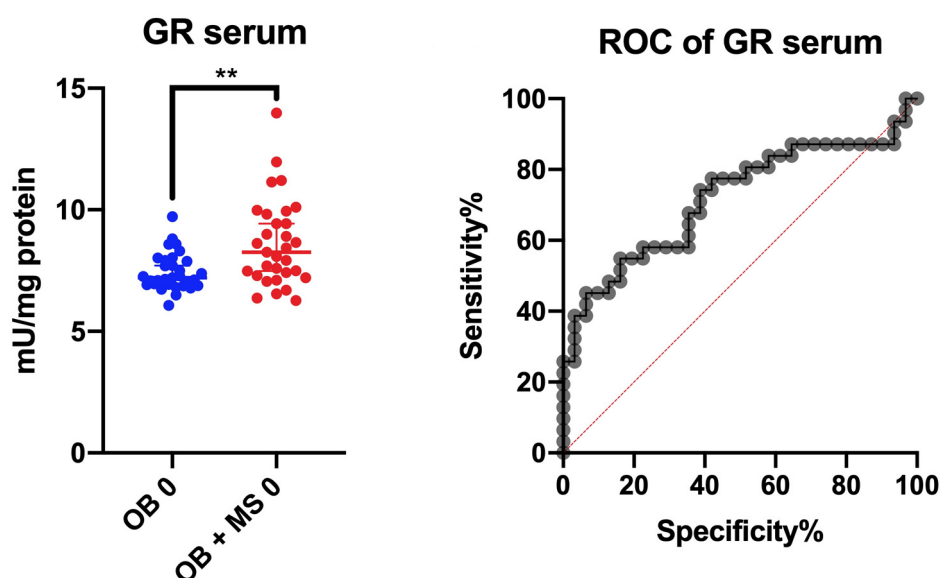 GR serum
**
15
10
5
0
mU/mg protein
OB 0
OB + MS 0
ROC of GR serum
100
80
60
40
20
0
Sensitivity%
0 20 40 60 80 100
Specificity%